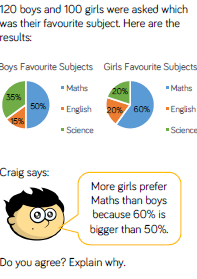 120 boys and 100 girls were asked which
was their favourite subject. Here are the
results:
Boys Favourite Subjects
Girls Favourite Subjects
35%
50%
15%
Maths
English
Science
20%
20%
60%
Maths
English
Science
Craig says:
More girls prefer
Maths than boys
because 60% is
bigger than 50%.
Do you agree? Explain why.